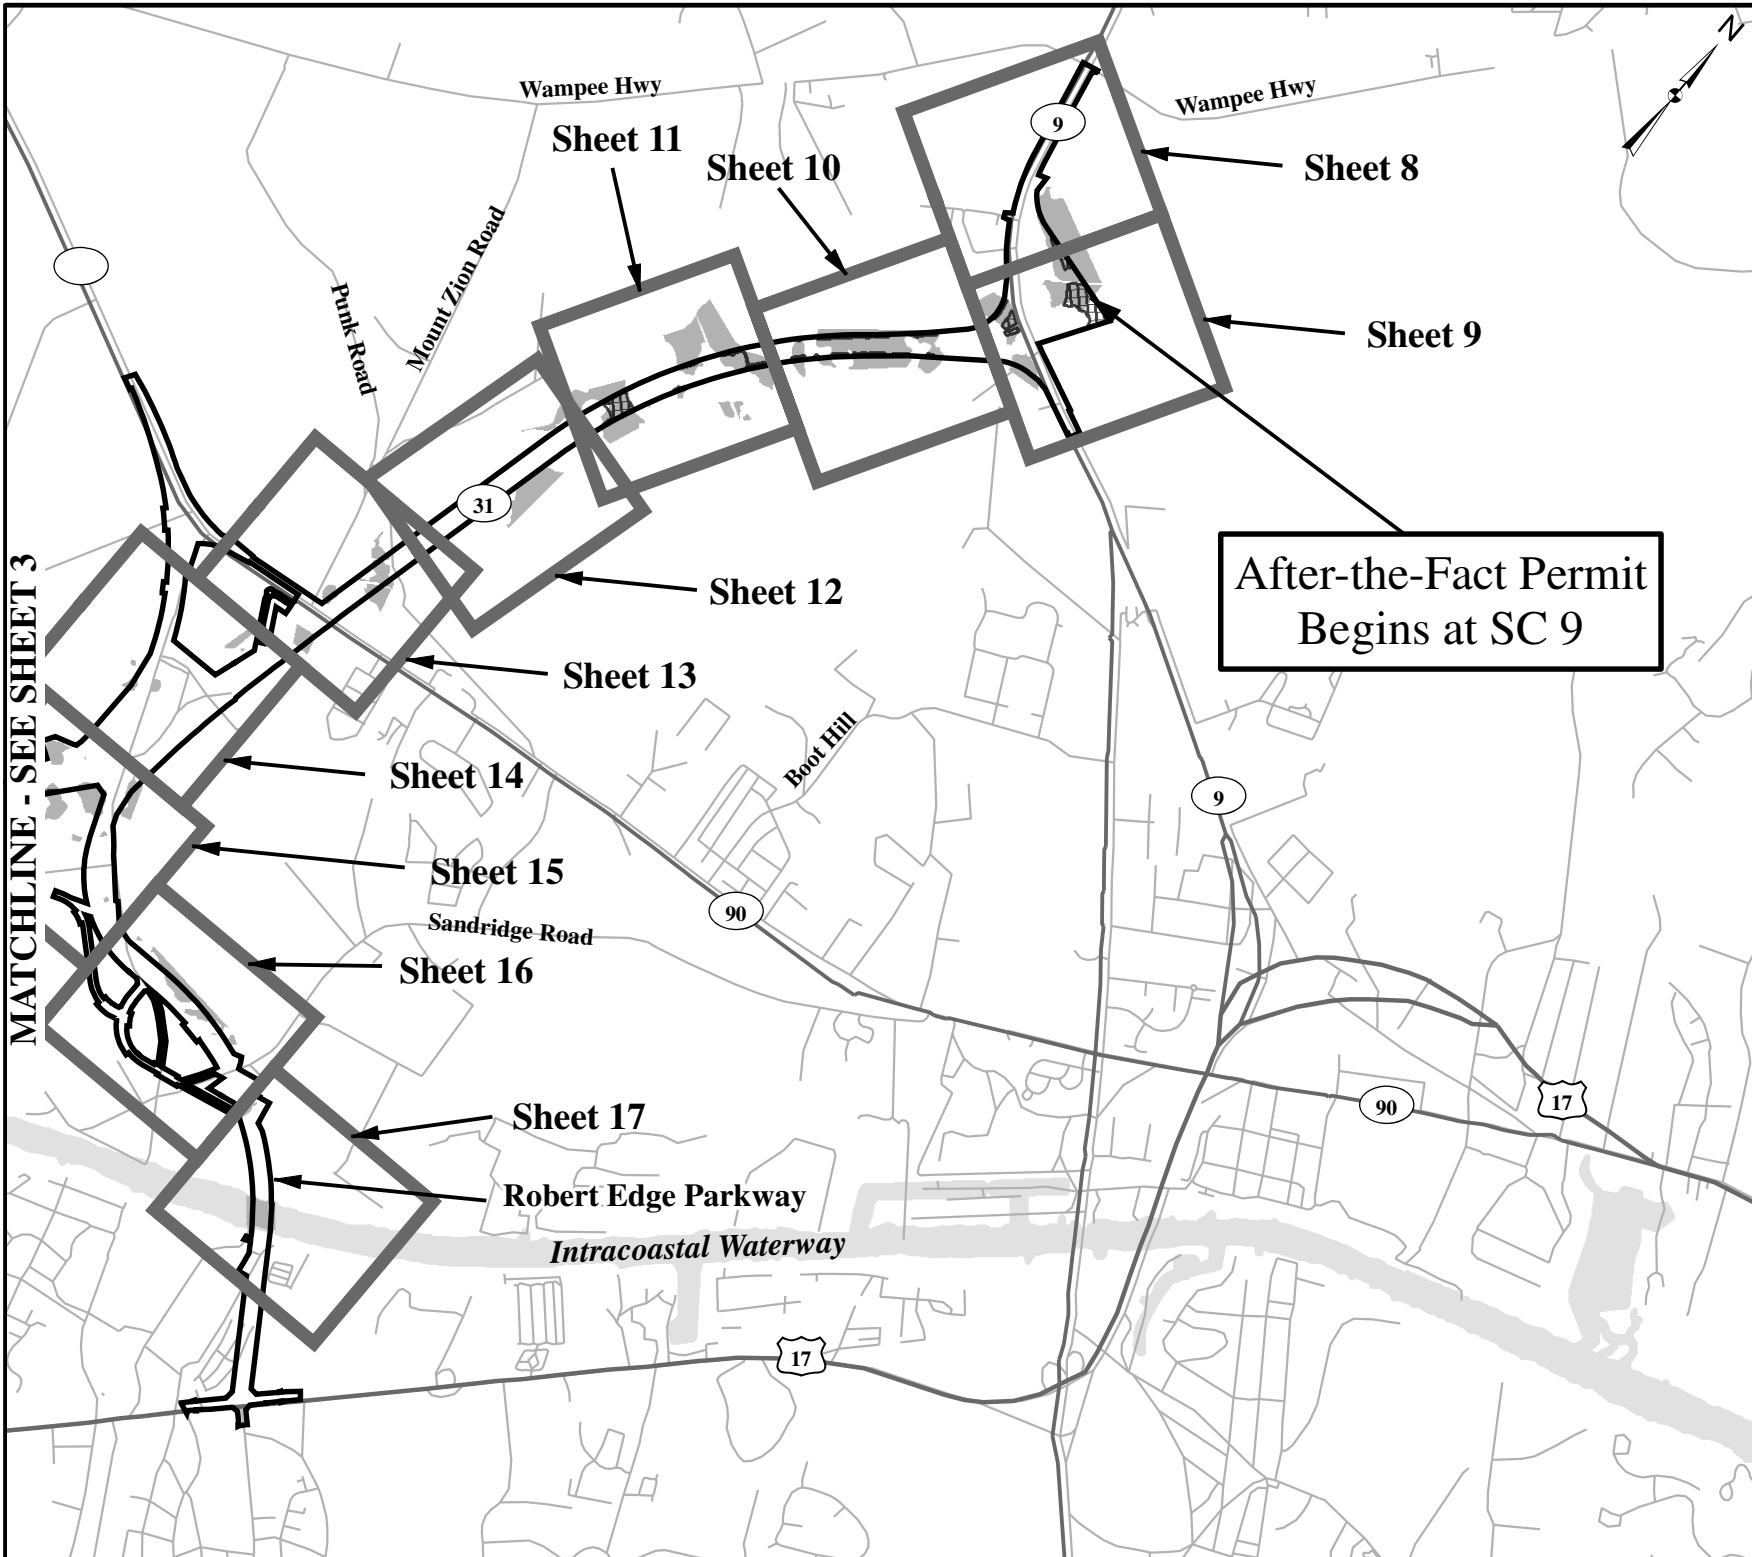 N
Wampee Hwy
Wampee Hwy
9
Sheet 11
Sheet 10
Sheet 8
Mount Zion Road
Punk Road
Sheet 9
31
After-the-Fact Permit
Begins at SC 9
Sheet 12
Sheet 13
MATCHLINE - SEE SHEET 3
Boot Hill
Sheet 14
9
Sheet 15
90
Sandridge Road
Sheet 16
17
90
Sheet 17
Robert Edge Parkway
Intracoastal Waterway
17